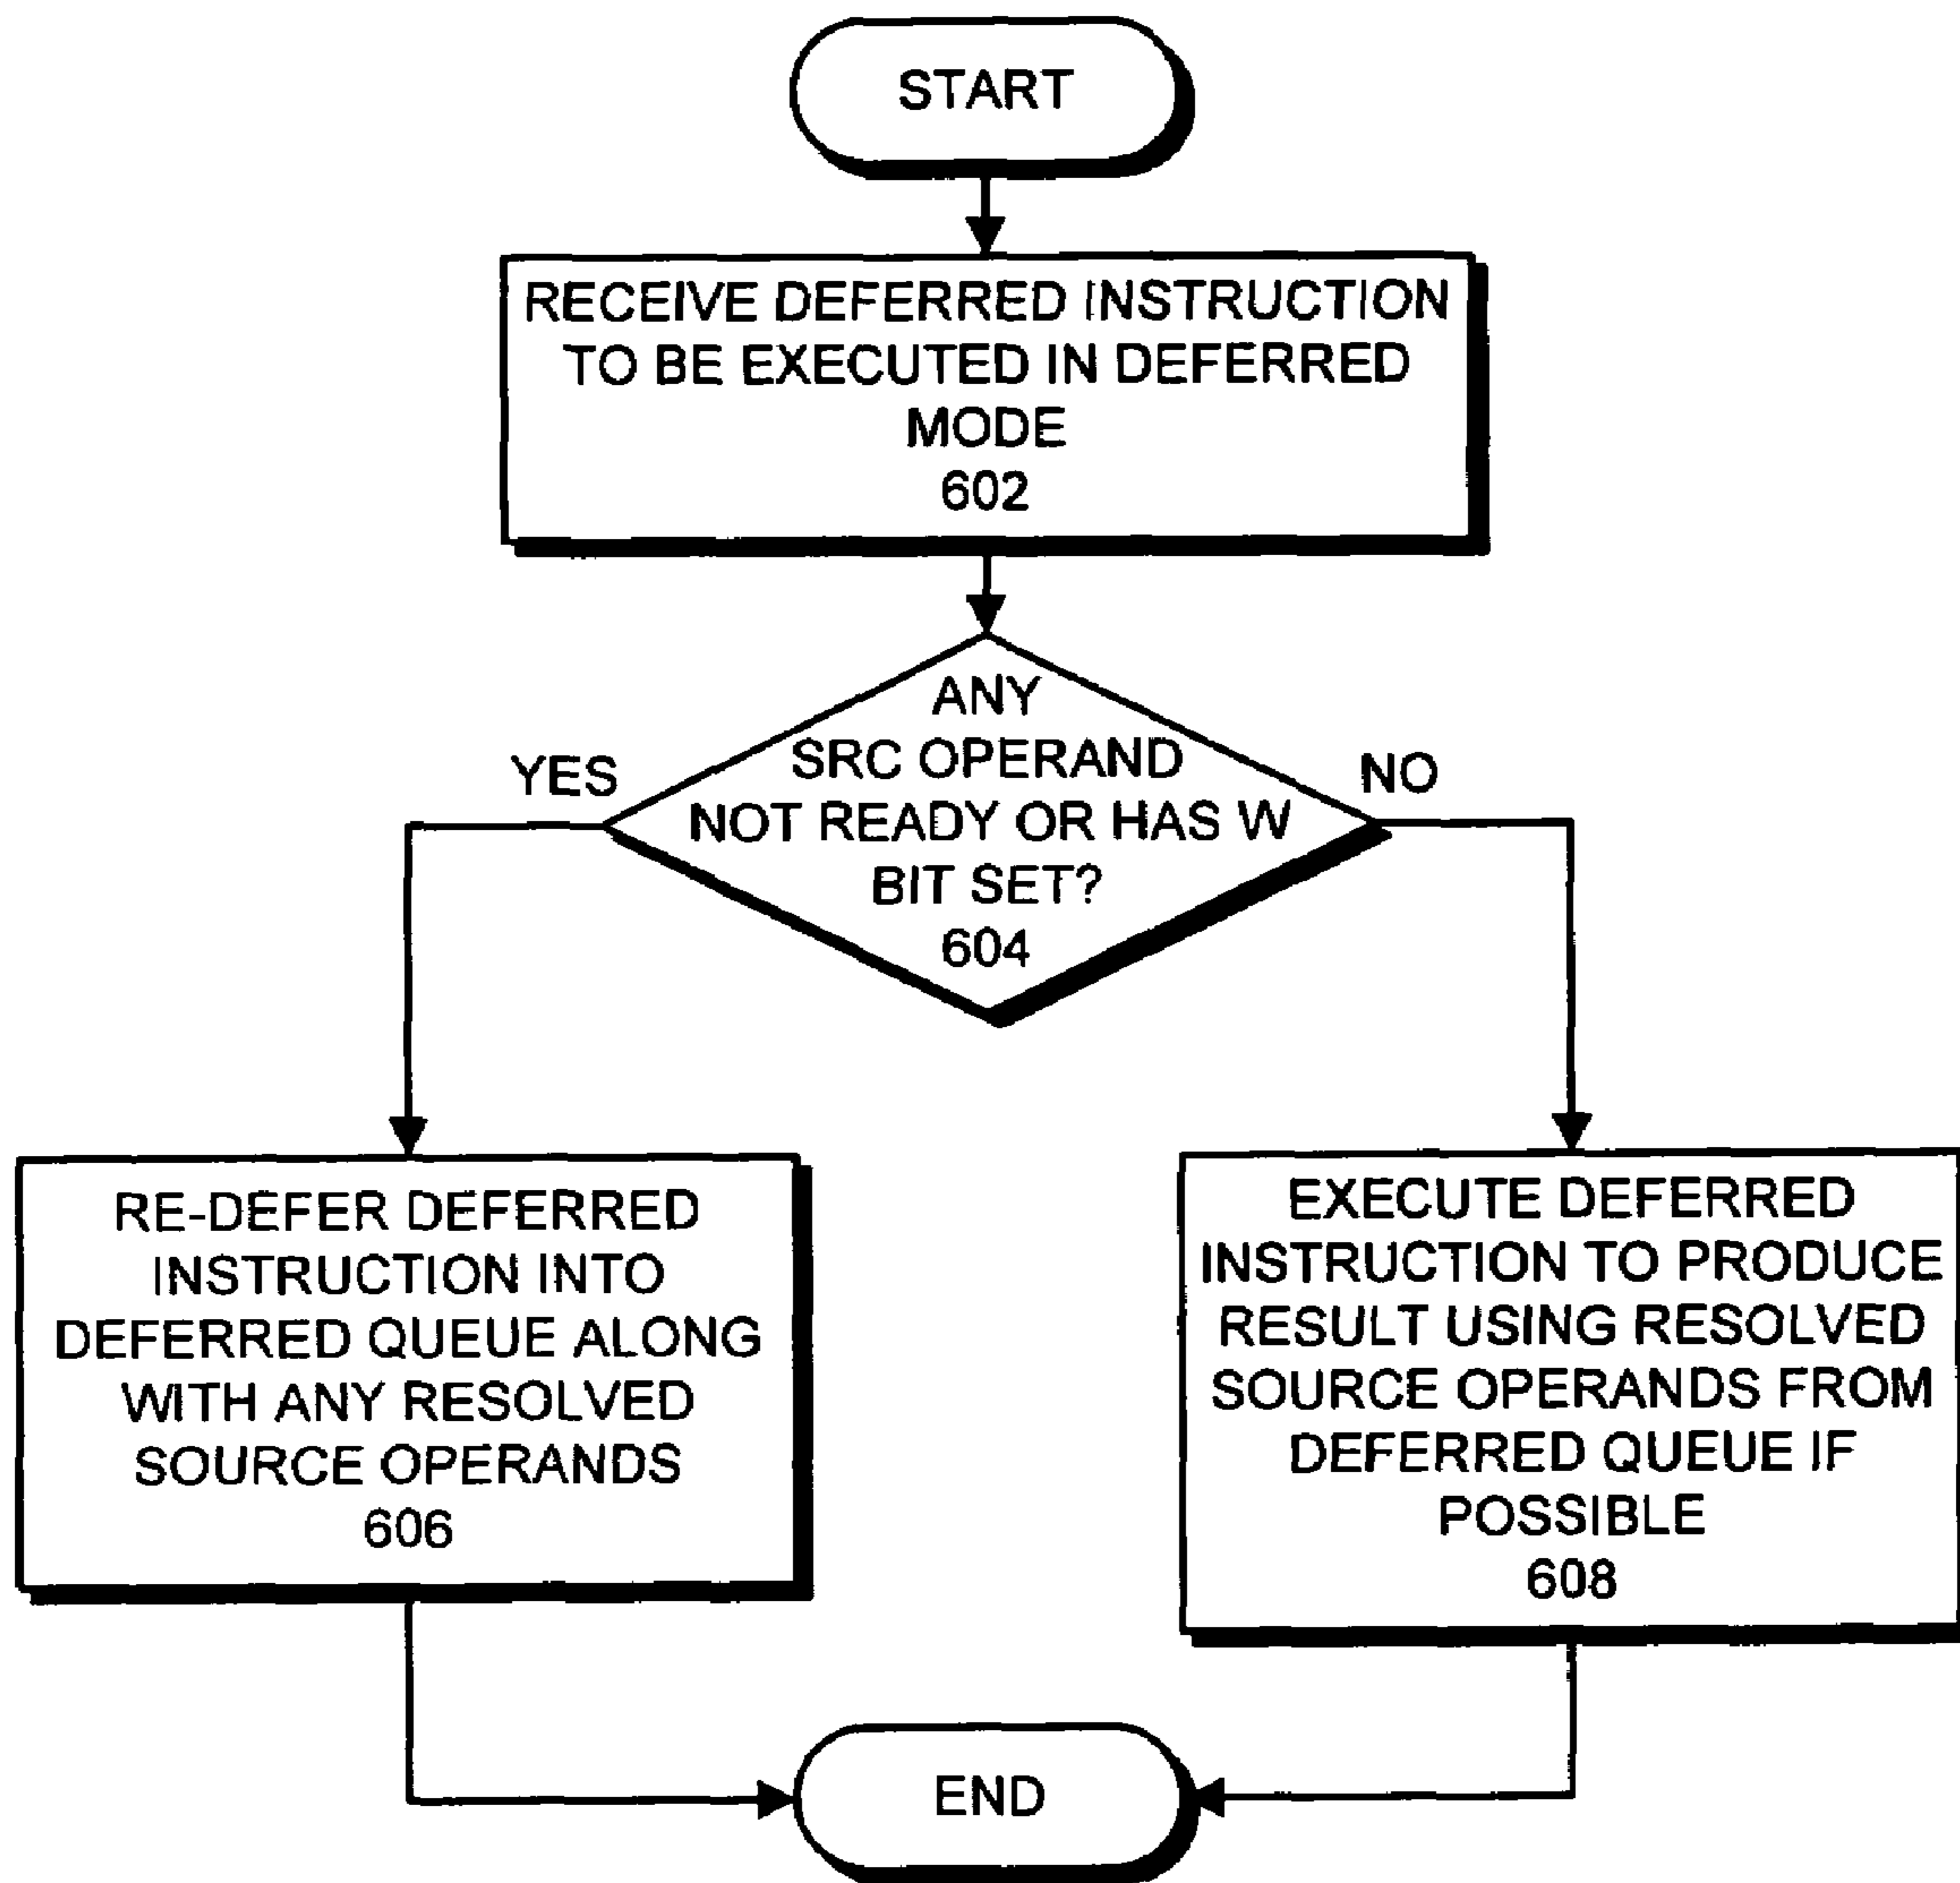 START
RECEIVE DEFERRED INSTRUCTION
TO BE EXECUTED IN DEFERRED
MODE
602
ANY
SRC OPERAND
NOT READY OR HAS W
BIT SET?
604
YES
NO
RE-DEFER DEFERRED
INSTRUCTION INTO
DEFERRED QUEUE ALONG
WITH ANY RESOLVED
SOURCE OPERANDS
606
EXECUTE DEFERRED
INSTRUCTION TO PRODUCE
RESULT USING RESOLVED
SOURCE OPERANDS FROM
DEFERRED QUEUE IF
POSSIBLE
608
END